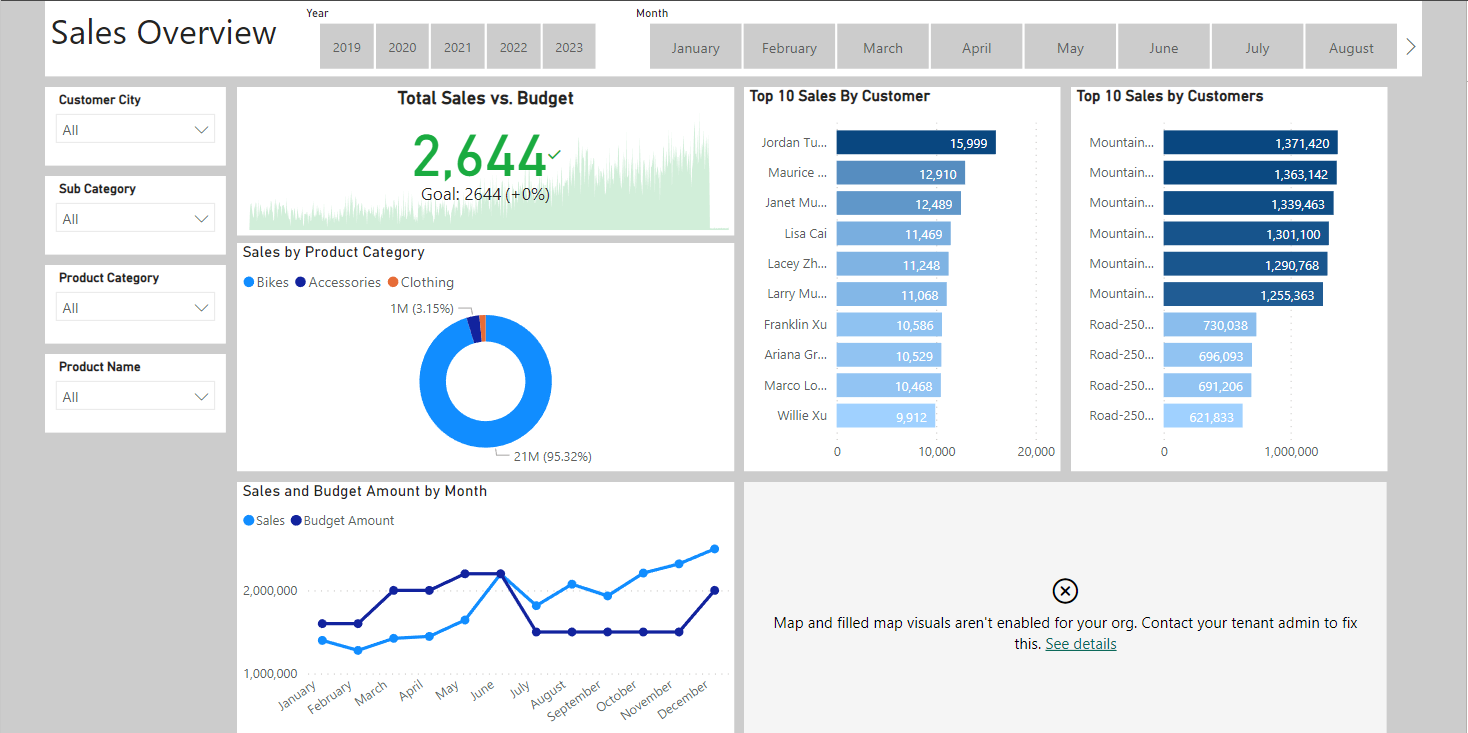 Sales Overview
Year
2019 2020 2021 2022 2023
Month
January February March April May June July August
Customer City
All
Sub Category
All
Product Category
All
Product Name
All
Total Sales vs. Budget
2,644
Goal: 2644 (+0%)
Sales by Product Category
Bikes Accessories Clothing
1M (3.15%)
21M (95.32%)
Top 10 Sales By Customer
Jordan Tu... 15,999
Maurice ... 12,910
Janet Mu... 12,489
Lisa Cai 11,469
Lacey Zh... 11,248
Larry Mu... 11,068
Franklin Xu 10,586
Ariana Gr... 10,529
Marco Lo... 10,468
Willie Xu 9,912
0 10,000 20,000
Top 10 Sales by Customers
Mountain... 1,371,420
Mountain... 1,363,142
Mountain... 1,339,463
Mountain... 1,301,100
Mountain... 1,290,768
Mountain... 1,255,363
Road-250... 730,038
Road-250... 696,093
Road-250... 691,206
Road-250... 621,833
0 1,000,000
Sales and Budget Amount by Month
Sales Budget Amount
2,000,000
1,000,000
January February March April May June July August September October November December
Map and filled map visuals aren't enabled for your org. Contact your tenant admin to fix
this. See details